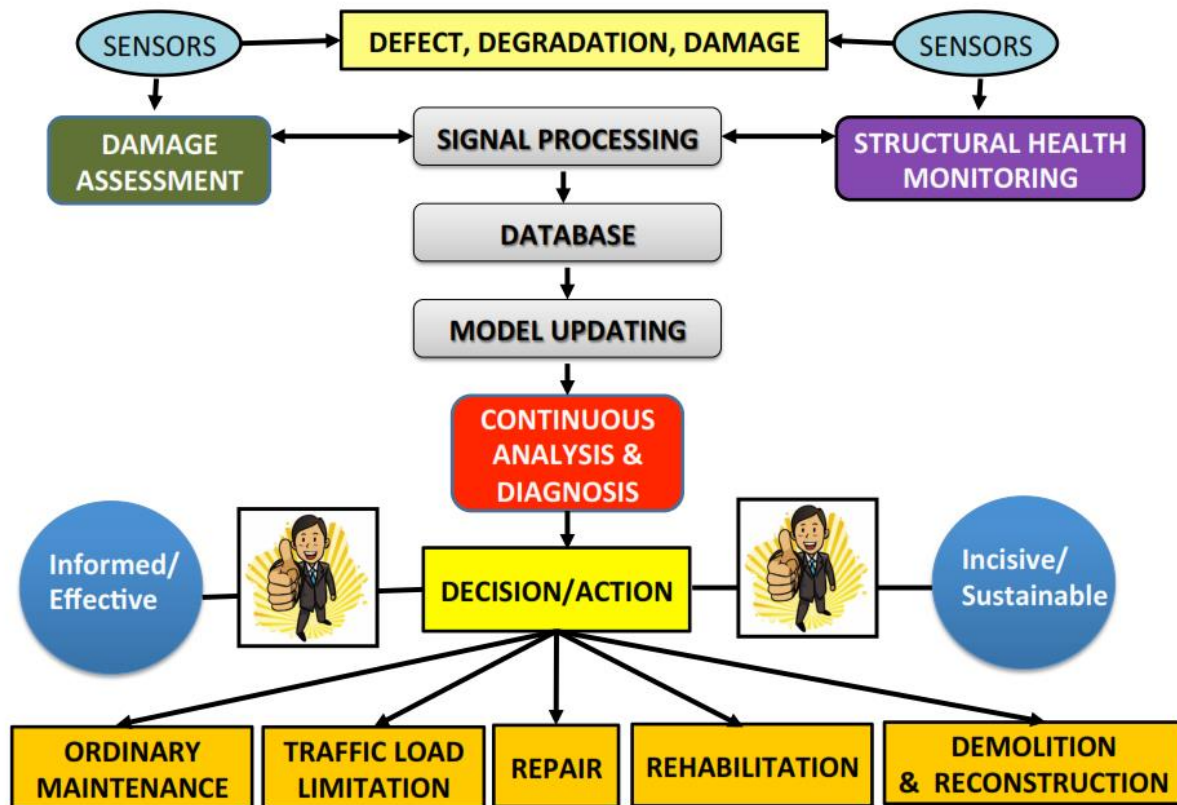 SENSORS
DEFECT, DEGRADATION, DAMAGE
SENSORS
DAMAGE
ASSESSMENT
SIGNAL PROCESSING
STRUCTURAL HEALTH
MONITORING
DATABASE
MODEL UPDATING
CONTINUOUS
ANALYSIS &
DIAGNOSIS
Informed/
Effective
DECISION/ACTION
Incisive/
Sustainable
ORDINARY
MAINTENANCE
TRAFFIC LOAD
LIMITATION
REPAIR
REHABILITATION
DEMOLITION
& RECONSTRUCTION